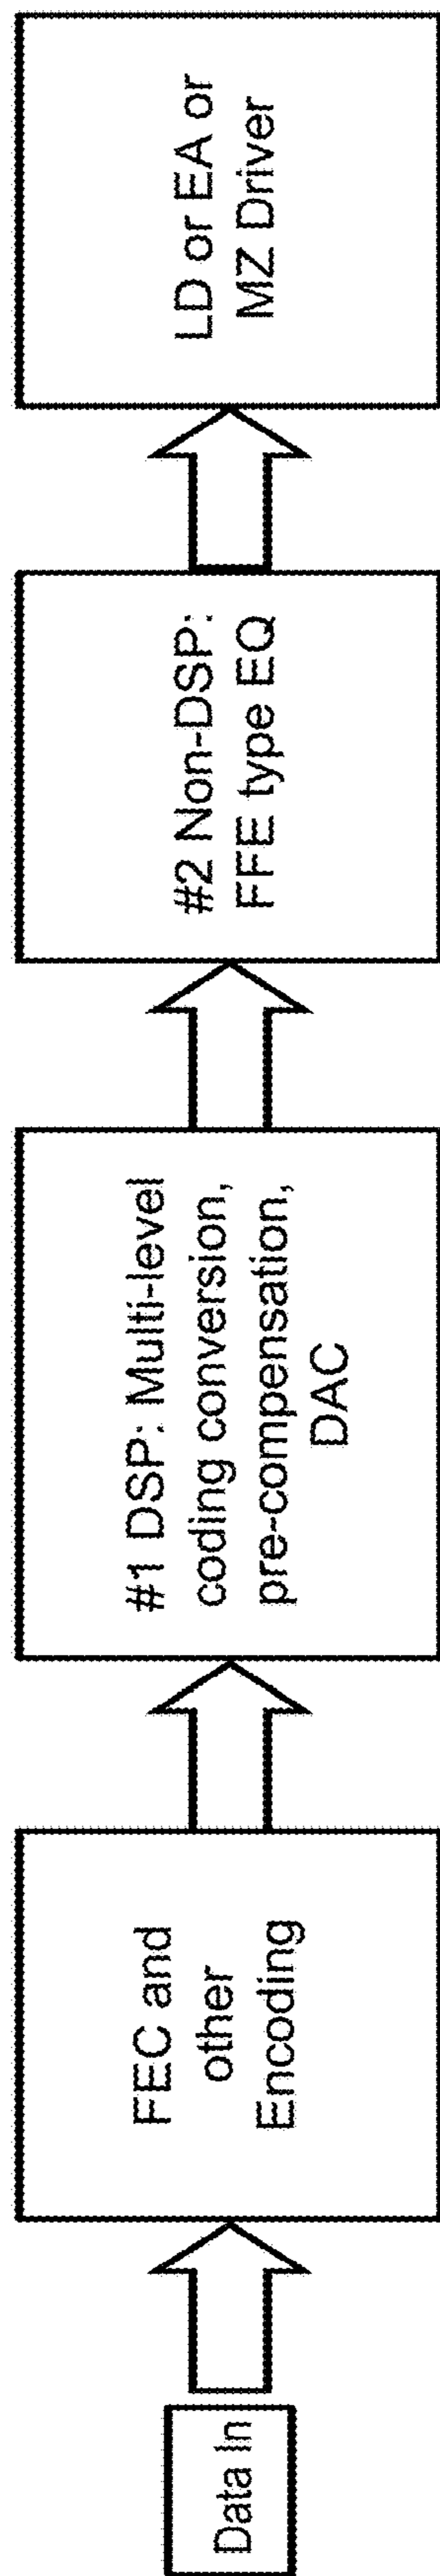 Data In
FEC and
other
Encoding
#1 DSP: Multi-level
coding conversion,
pre-compensation,
DAC
#2 Non-DSP:
FFE type EQ
LD or EA or
MZ Driver